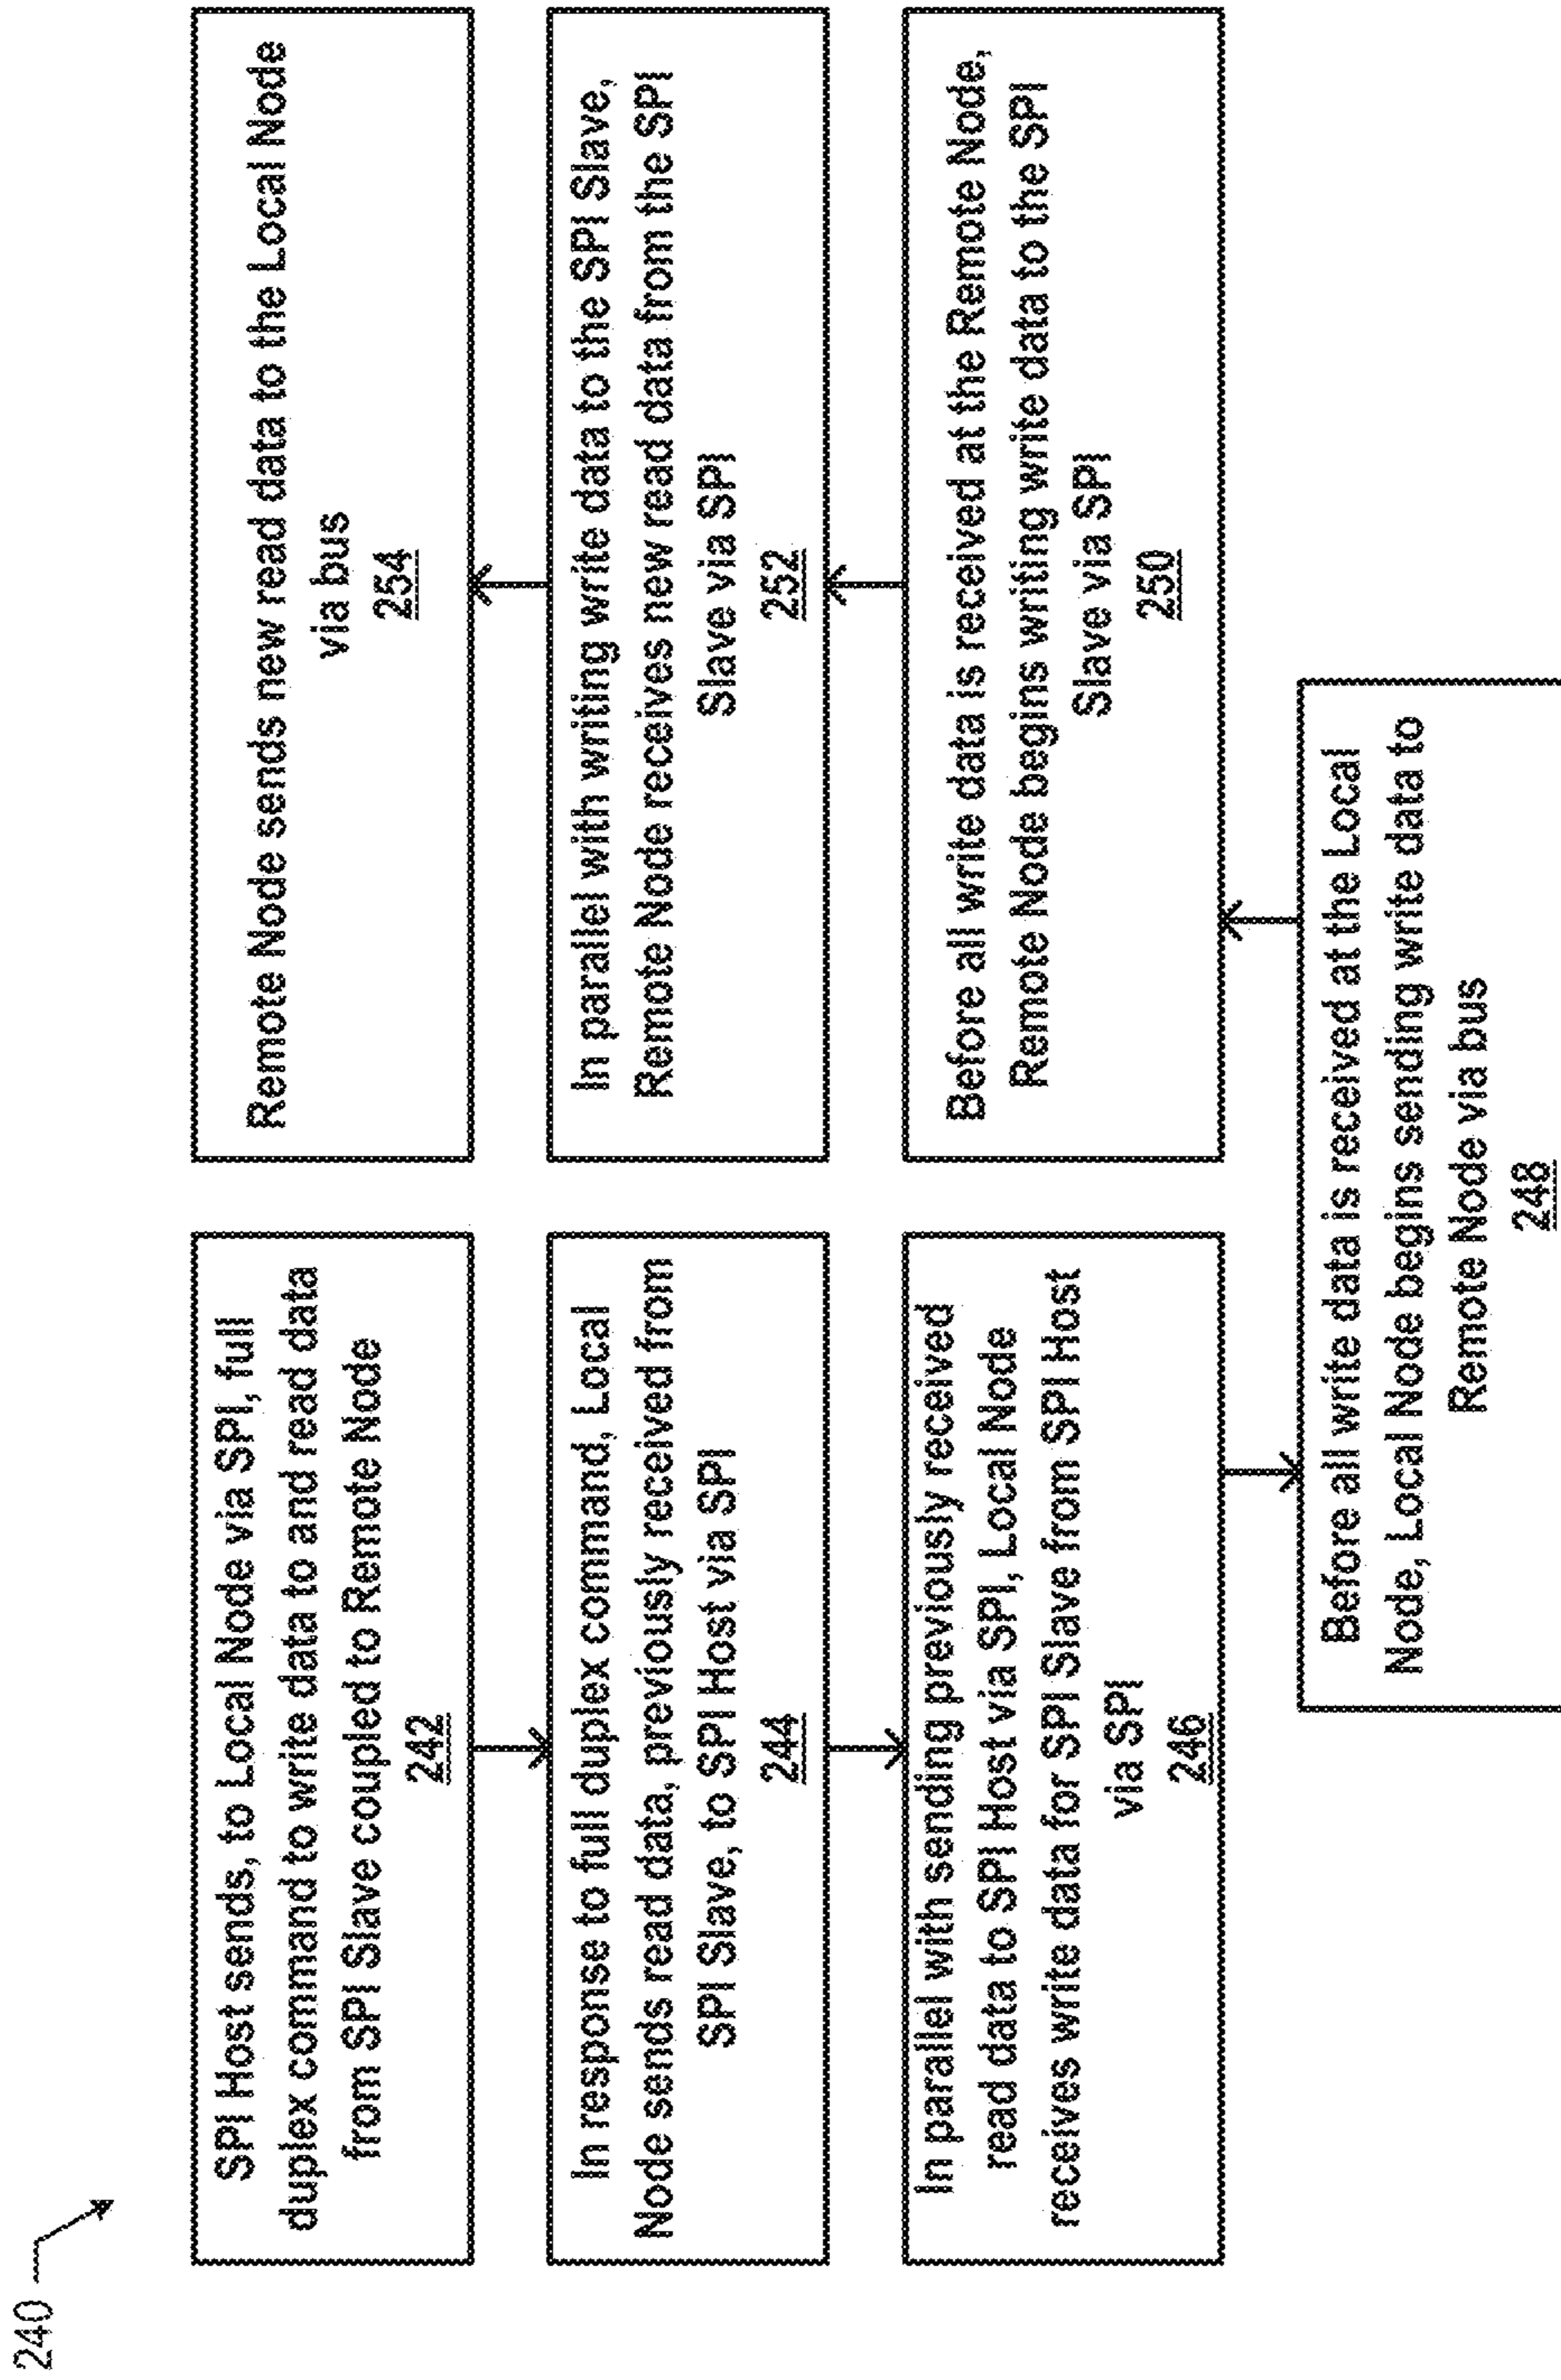 240
SPI Host sends, to Local Node via SPI, full
duplex command to write data to and read data
from SPI Slave coupled to Remote Node
242
In response to full duplex command, Local
Node sends read data, previously received from
SPI Slave, to SPI Host via SPI
244
In parallel with sending previously received
read data to SPI Host via SPI, Local Node
receives write data for SPI Slave from SPI Host
via SPI
246
Before all write data is received at the Local
Node, Local Node begins sending write data to
Remote Node via bus
248
Before all write data is received at the Remote Node,
Remote Node begins writing write data to the SPI
Slave via SPI
250
In parallel with writing write data to the SPI Slave,
Remote Node receives new read data from the SPI
Slave via SPI
252
Remote Node sends new read data to the Local Node
via bus
254